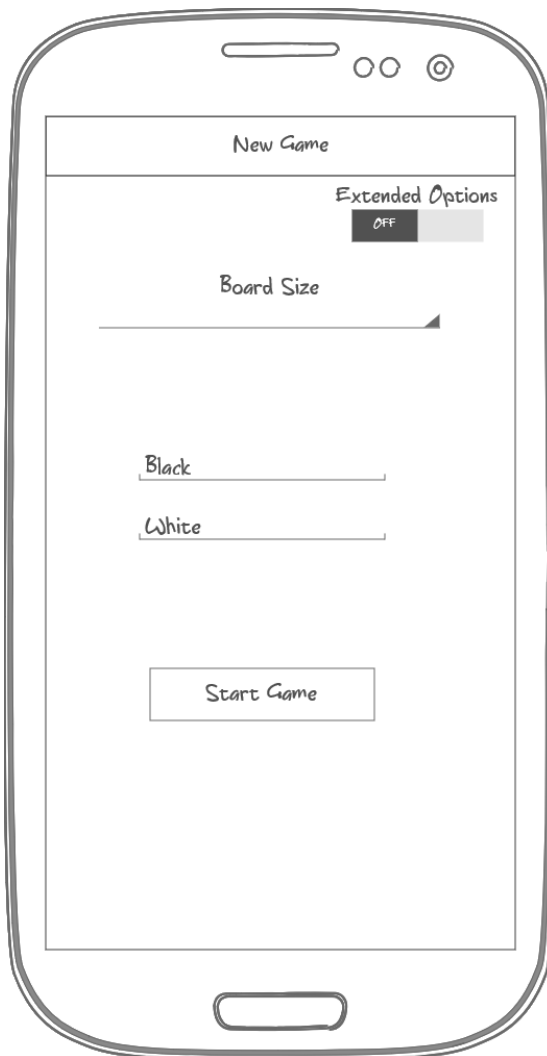 New Game
Extended Options
OFF
Board Size
Black
White
Start Game